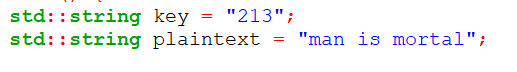 std::string key = "213";
std::string plaintext = "man is mortal";